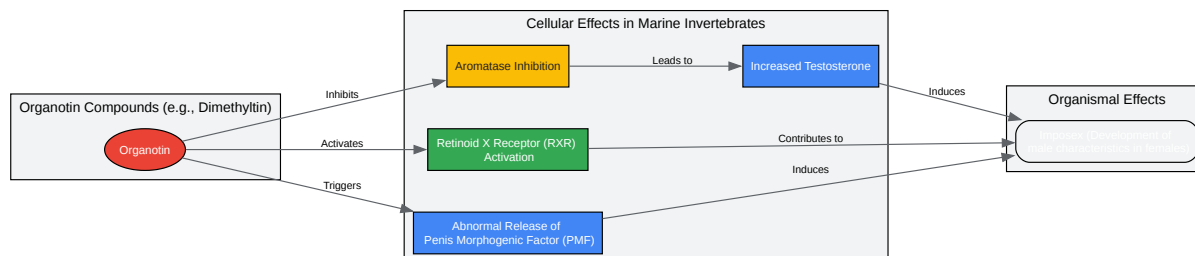 Cellular Effects in Marine Invertebrates
Aromatase Inhibition
Leads to
Increased Testosterone
Inhibits
Induces
Organotin Compounds (e.g., Dimethyltin)
Organotin
Activates
Retinoid X Receptor (RXR)
Activation
Contributes to
Organismal Effects
Imposex (Development of
male characteristics in females)
Triggers
Induces
Abnormal Release of
Penis Morphogenic Factor (PMF)